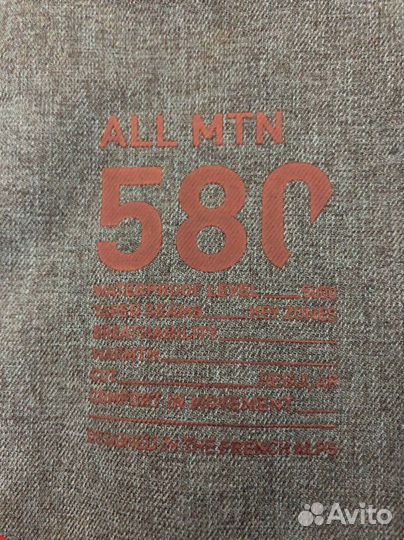 ALL MTN
580
WATERPROOF LEVEL
TAPED SEAMS KEY ZONES
BREATHABILITY
WARMTH
CUT REGULAR
COMFORT IN MOVEMENT
DESIGNED IN THE FRENCH ALPS
Avito